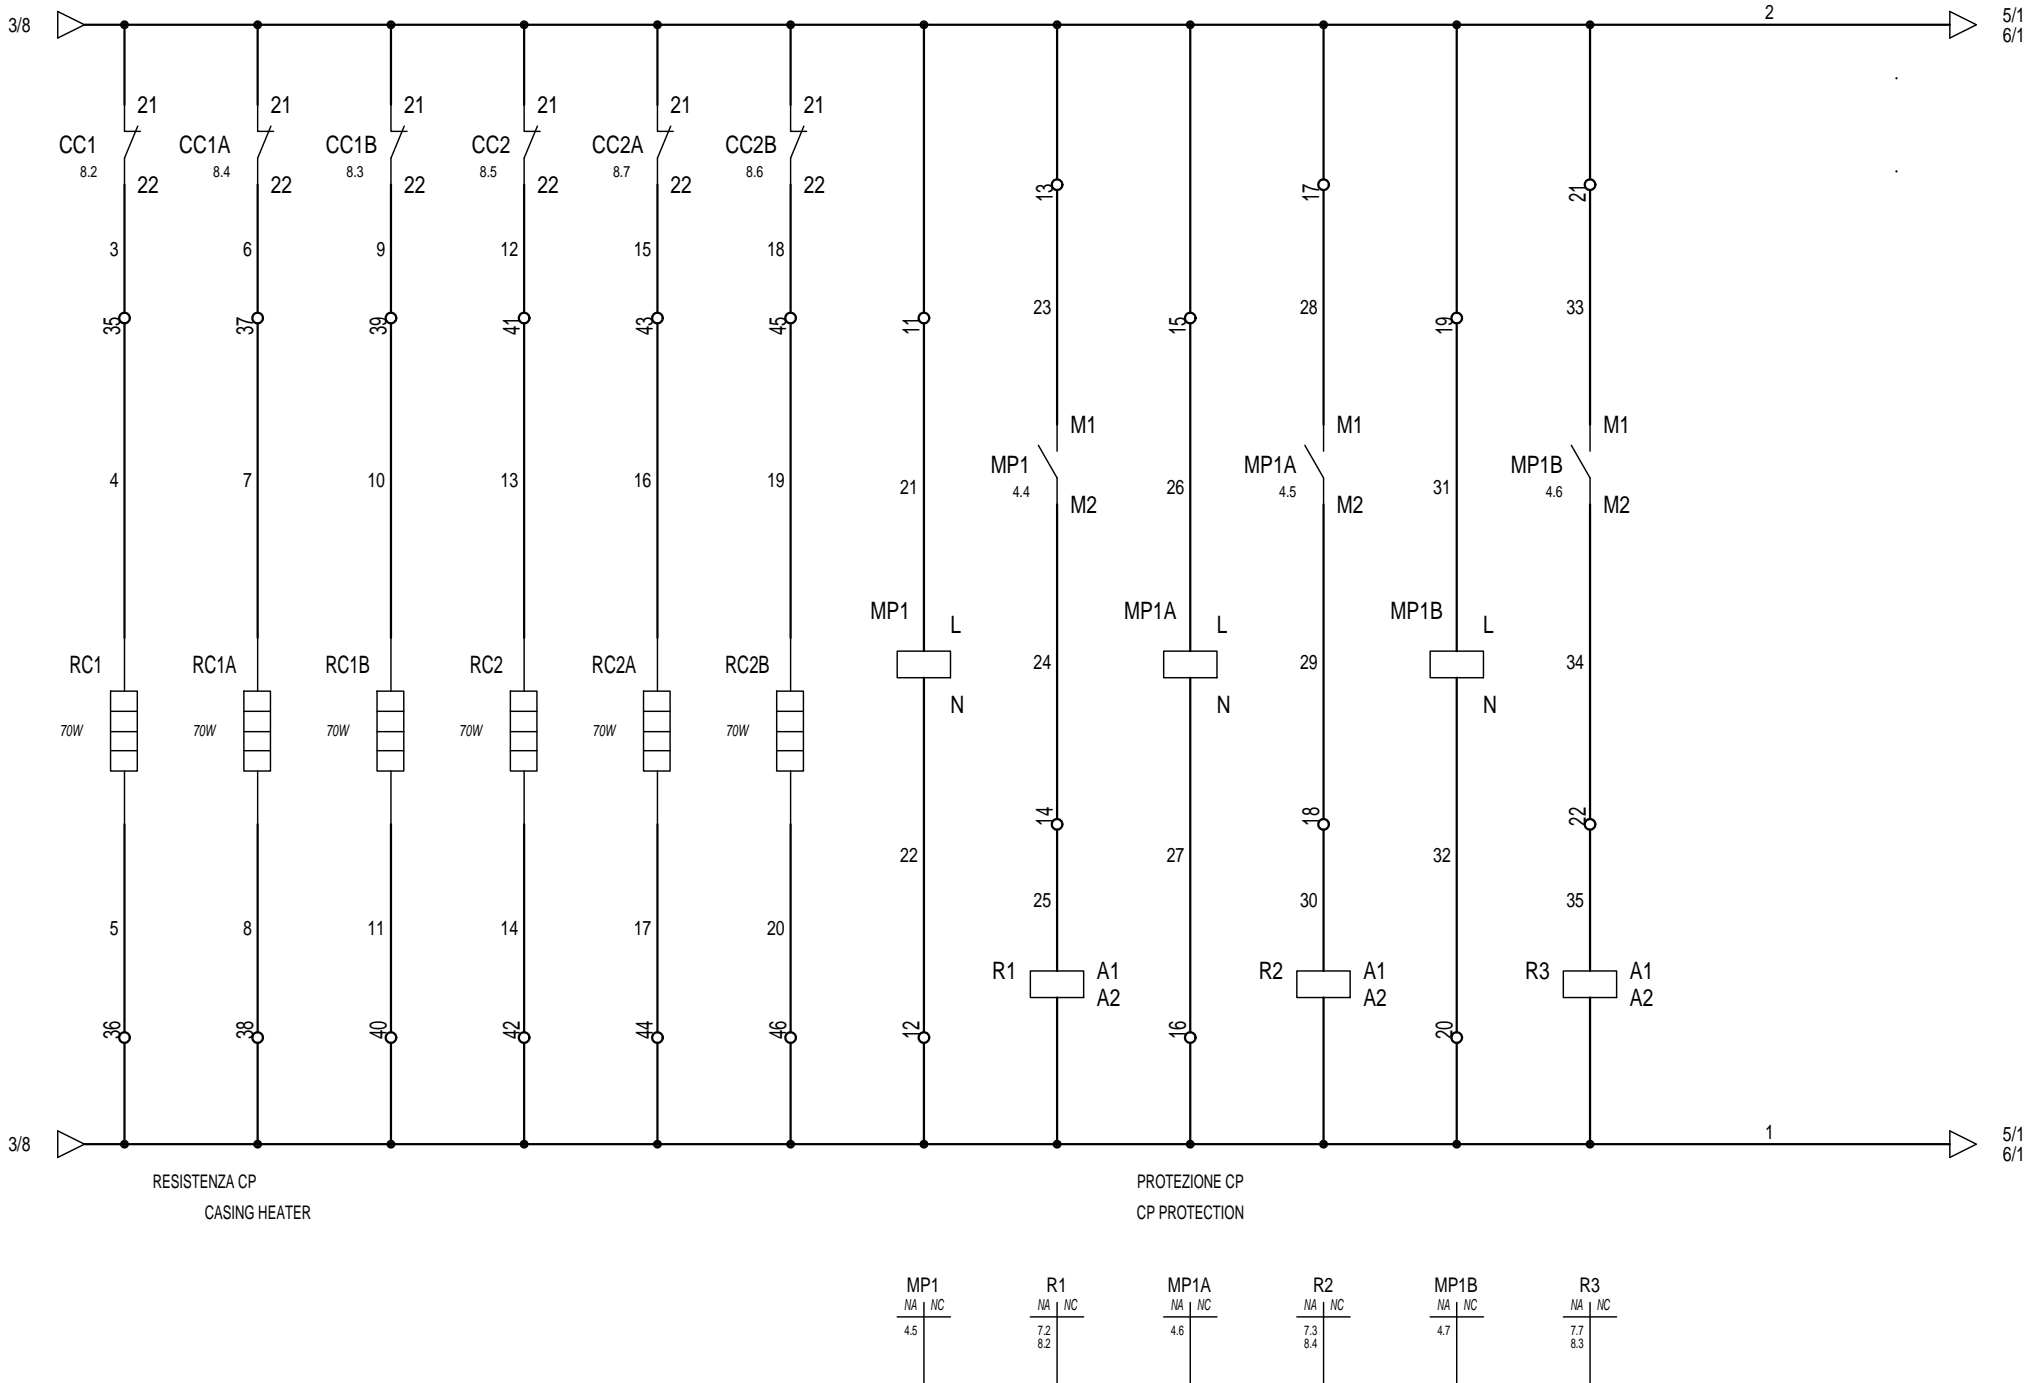 3/8 2 5/1
6/1
21 21 21 21 21 21
CC1 CC1A CC1B CC2 CC2A CC2B
8.2 8.4 8.3 8.5 8.7 8.6
22 22 22 22 22 22
13 17 21
3 6 9 12 15 18
23 28 33
35 37 39 41 43 45 11 15 19
M1 M1 M1
MP1 MP1A MP1B
4 7 10 13 16 19 21 4.4 26 4.5 31 4.6
M2 M2 M2
MP1 MP1A MP1B
L L L
RC1 RC1A RC1B RC2 RC2A RC2B 24 29 34
N N N
70W 70W 70W 70W 70W 70W
14 18 22
22 27 32
25 30 35
5 8 11 14 17 20
R1 A1 R2 A1 R3 A1
A2 A2 A2
36 38 40 42 44 46 12 16 20
3/8 1 5/1
6/1
RESISTENZA CP PROTEZIONE CP
CASING HEATER CP PROTECTION
MP1 R1 MP1A R2 MP1B R3
NA NC NA NC NA NC NA NC NA NC NA NC
4.5 7.2 4.6 7.3 4.7 7.7
8.2 8.4 8.3